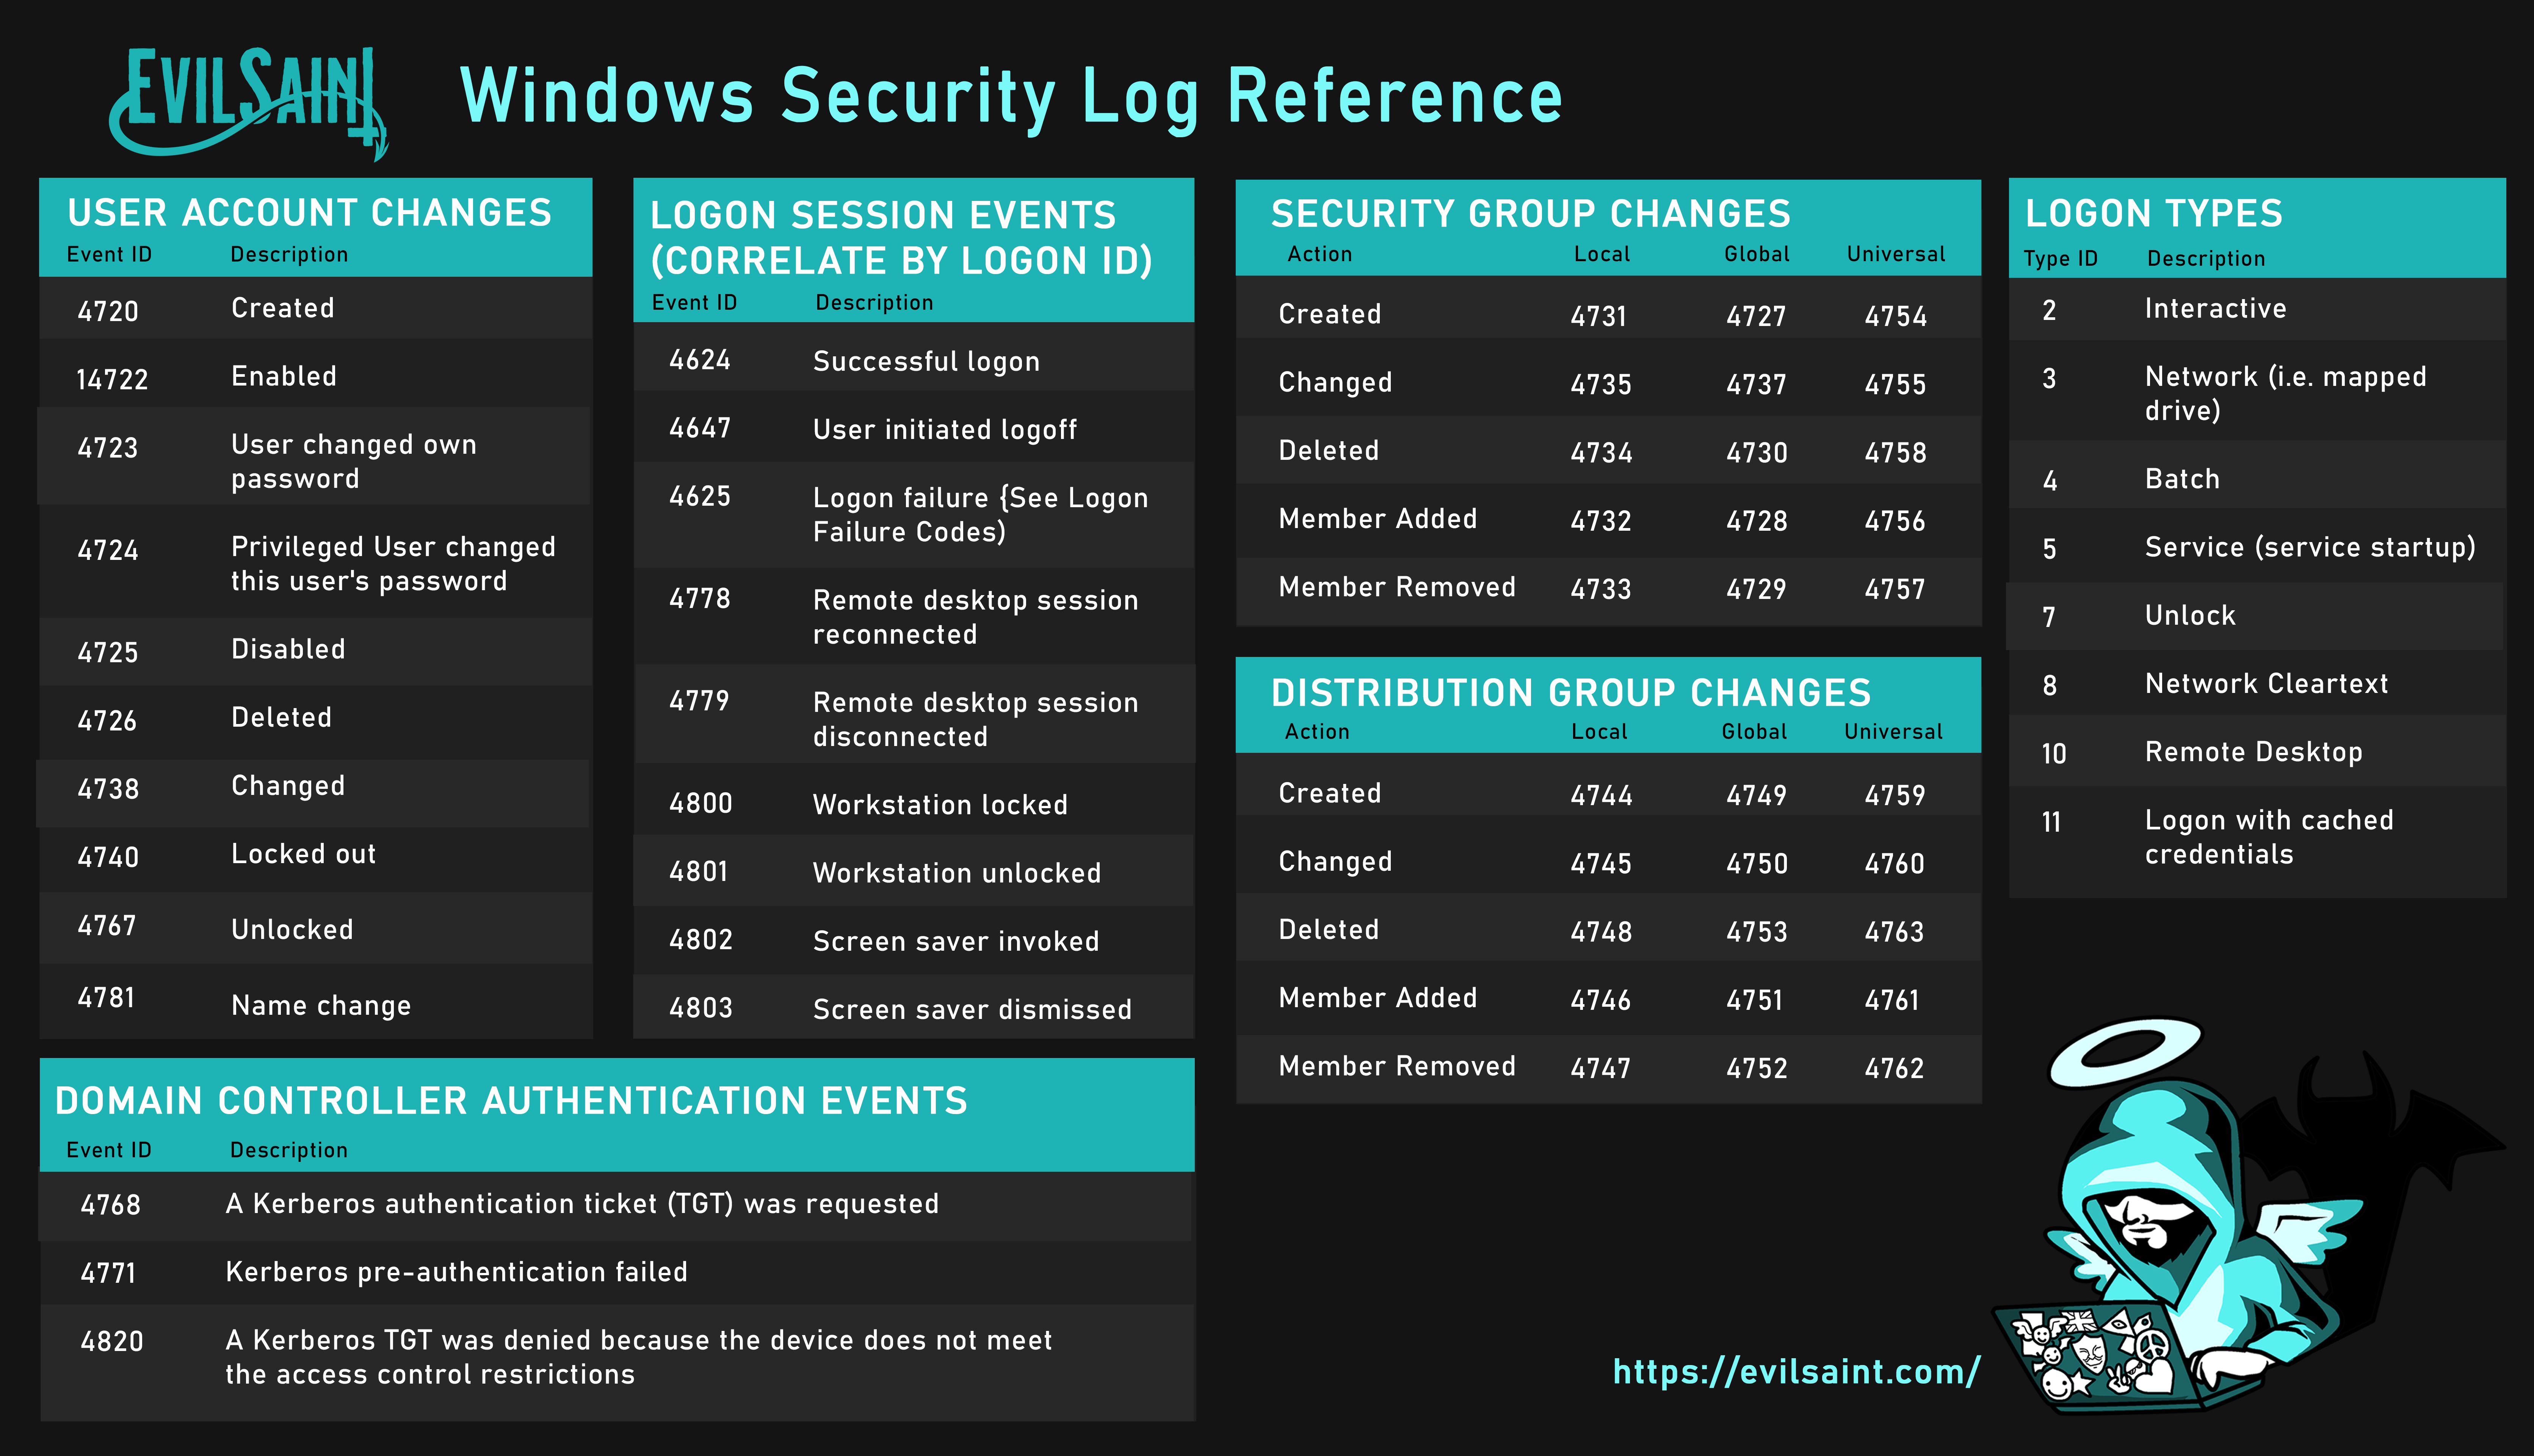 EVILSAINT
Windows Security Log Reference
USER ACCOUNT CHANGES
Event ID Description
4720 Created
14722 Enabled
4723 User changed own
password
4724 Privileged User changed
this user's password
4725 Disabled
4726 Deleted
4738 Changed
4740 Locked out
4767 Unlocked
4781 Name change
LOGON SESSION EVENTS
(CORRELATE BY LOGON ID)
Event ID Description
4624 Successful logon
4647 User initiated logoff
4625 Logon failure {See Logon
Failure Codes)
4778 Remote desktop session
reconnected
4779 Remote desktop session
disconnected
4800 Workstation locked
4801 Workstation unlocked
4802 Screen saver invoked
4803 Screen saver dismissed
DOMAIN CONTROLLER AUTHENTICATION EVENTS
Event ID Description
4768 A Kerberos authentication ticket (TGT) was requested
4771 Kerberos pre-authentication failed
4820 A Kerberos TGT was denied because the device does not meet
the access control restrictions
SECURITY GROUP CHANGES
Action Local Global Universal
Created 4731 4727 4754
Changed 4735 4737 4755
Deleted 4734 4730 4758
Member Added 4732 4728 4756
Member Removed 4733 4729 4757
DISTRIBUTION GROUP CHANGES
Action Local Global Universal
Created 4744 4749 4759
Changed 4745 4750 4760
Deleted 4748 4753 4763
Member Added 4746 4751 4761
Member Removed 4747 4752 4762
LOGON TYPES
Type ID Description
2 Interactive
3 Network (i.e. mapped
drive)
4 Batch
5 Service (service startup)
7 Unlock
8 Network Cleartext
10 Remote Desktop
11 Logon with cached
credentials
https://evilsaint.com/